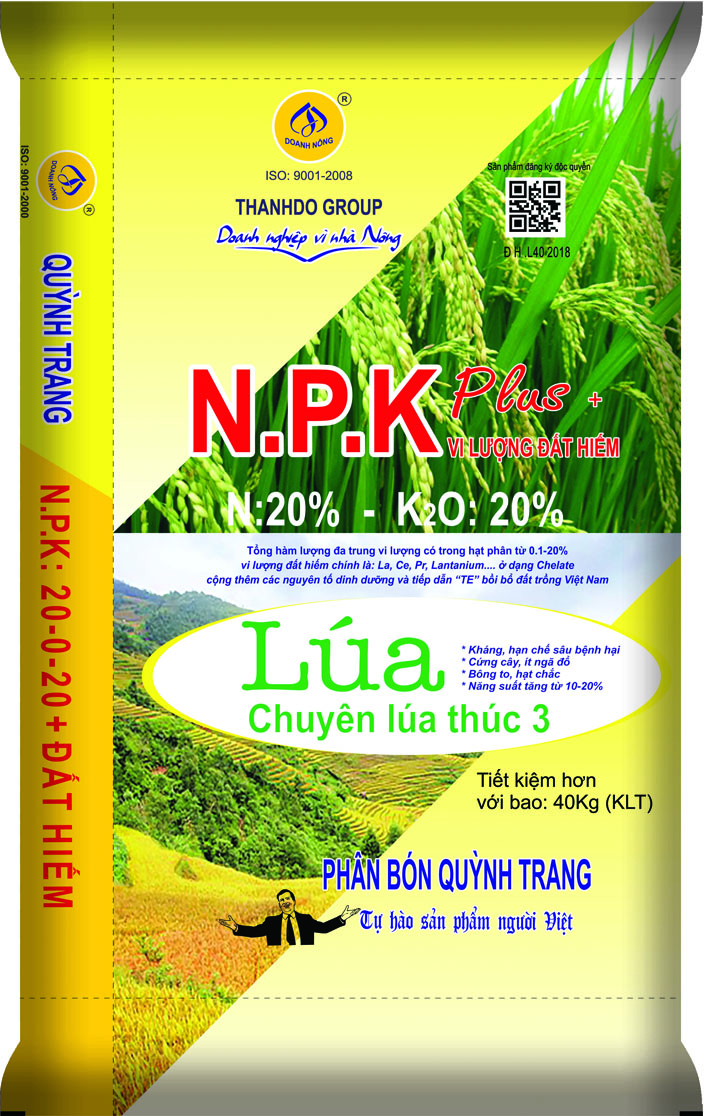 DOANH NÔNG
®
ISO: 9001-2008
THANHDO GROUP
Doanh nghiệp vì nhà Nông
Sản phẩm đăng ký độc quyền
Đ H .L40-2018
N.P.K Plus +
VI LƯỢNG ĐẤT HIẾM
N:20% - K2O: 20%
Tổng hàm lượng đa trung vi lượng có trong hạt phân từ 0.1-20%
vi lượng đất hiếm chính là: La, Ce, Pr, Lantanium.... ở dạng Chelate
cộng thêm các nguyên tố dinh dưỡng và tiếp dẫn “TE” bồi bổ đất trồng Việt Nam
Lúa
* Kháng, hạn chế sâu bệnh hại
* Cứng cây, ít ngã đổ
* Bông to, hạt chắc
* Năng suất tăng từ 10-20%
Chuyên lúa thúc 3
Tiết kiệm hơn
với bao: 40Kg (KLT)
PHÂN BÓN QUỲNH TRANG
Tự hào sản phẩm người Việt
ISO: 9001-2000
DOANH NÔNG
®
QUỲNH TRANG
N.P.K: 20-0-20+ĐẤT HIẾM